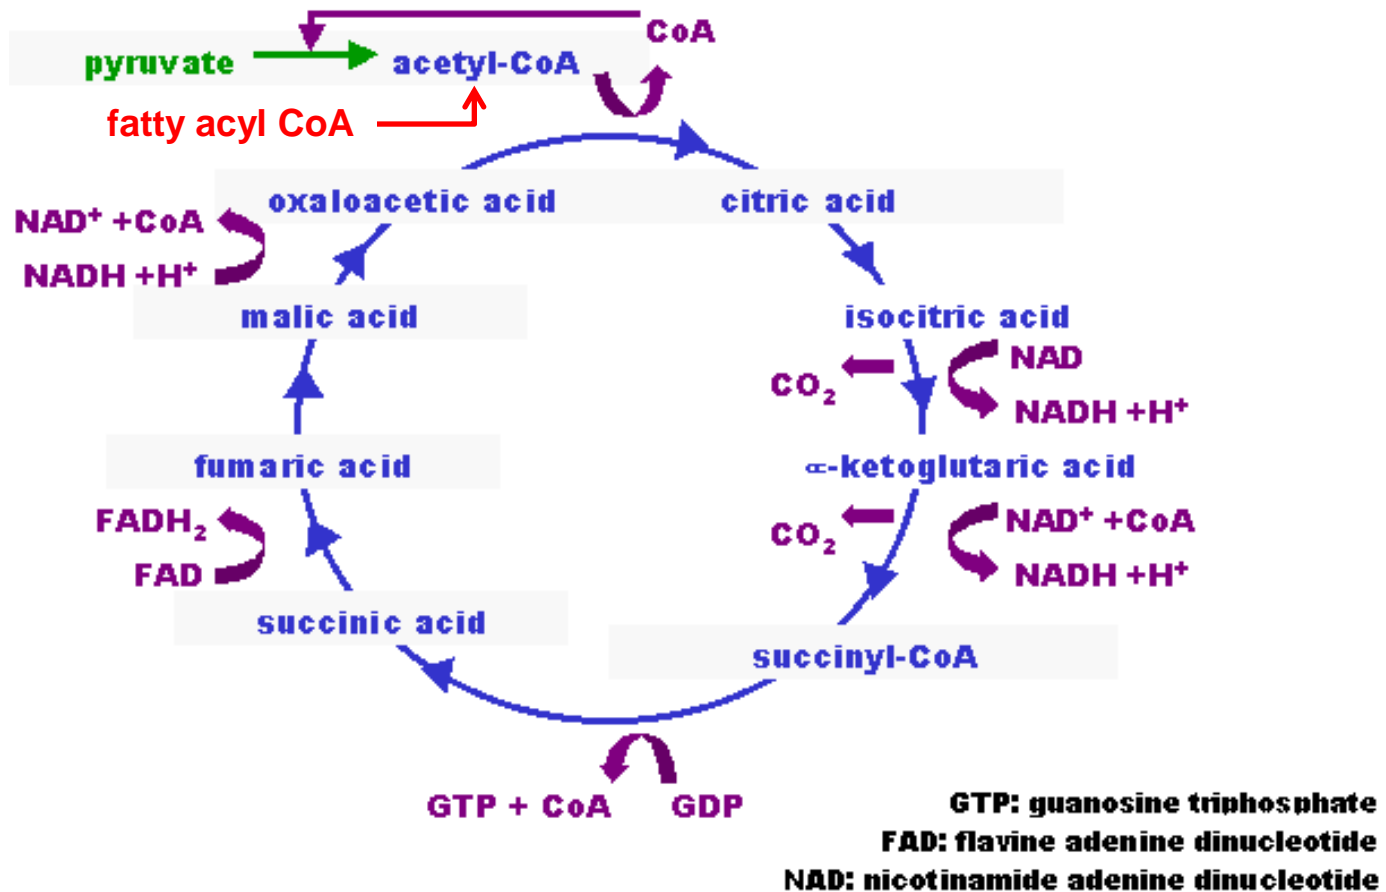 CoA
pyruvate
acetyl-CoA
fatty acyl CoA
oxaloacetic acid
citric acid
NAD⁺ +CoA
NADH +H⁺
malic acid
isocitric acid
NAD
CO₂
NADH +H⁺
fumaric acid
∝-ketoglutaric acid
FADH₂
FAD
CO₂
NAD⁺ +CoA
NADH +H⁺
succinic acid
succinyl-CoA
GTP + CoA
GDP
GTP: guanosine triphosphate
FAD: flavine adenine dinucleotide
NAD: nicotinamide adenine dinucleotide